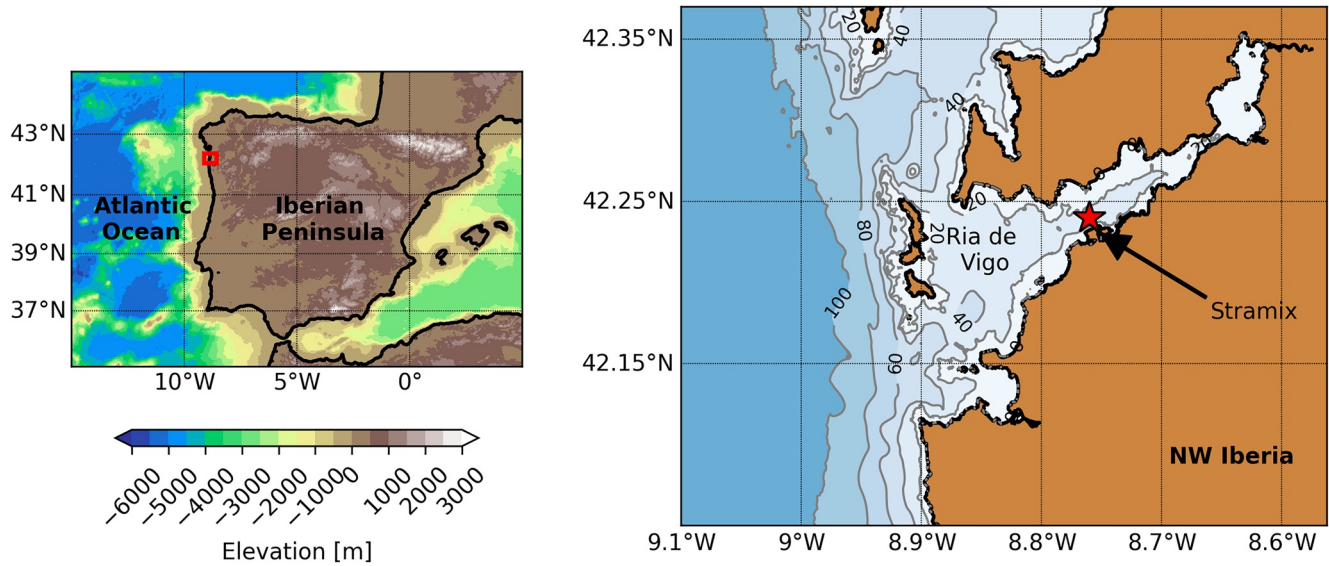 43°N
41°N
39°N
37°N
Atlantic
Ocean
Iberian
Peninsula
10°W 5°W 0°
−6000 −5000 −4000 −3000 −2000 −1000 0 1000 2000 3000
Elevation [m]
42.35°N
42.25°N
42.15°N
20
40
40
20
80
20
Ria de
Vigo
100
40
60
0
0
Stramix
NW Iberia
9.1°W 9°W 8.9°W 8.8°W 8.7°W 8.6°W